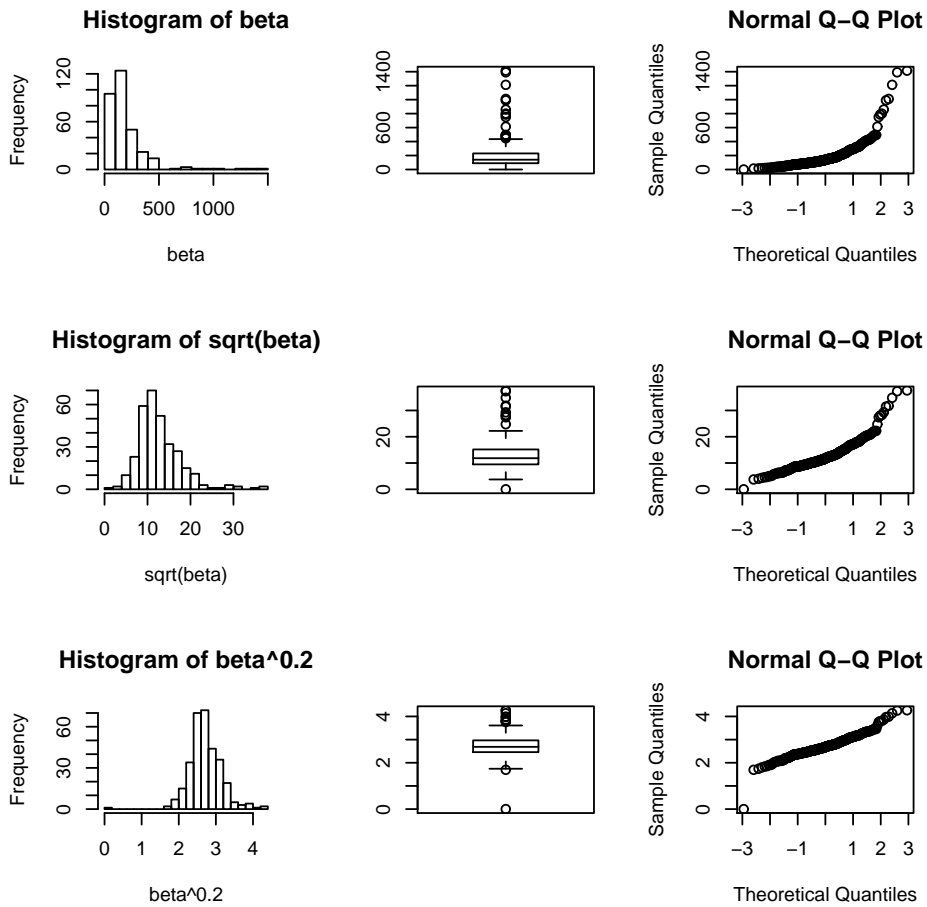 Histogram of beta
Frequency
0 60 120
0 500 1000
beta
0 600 1400
Normal Q−Q Plot
Sample Quantiles
0 600 1400
−3 −1 1 2 3
Theoretical Quantiles
Histogram of sqrt(beta)
Frequency
0 30 60
0 10 20 30
sqrt(beta)
0 20
Normal Q−Q Plot
Sample Quantiles
0 20
−3 −1 1 2 3
Theoretical Quantiles
Histogram of beta^0.2
Frequency
0 30 60
0 1 2 3 4
beta^0.2
0 2 4
Normal Q−Q Plot
Sample Quantiles
0 2 4
−3 −1 1 2 3
Theoretical Quantiles